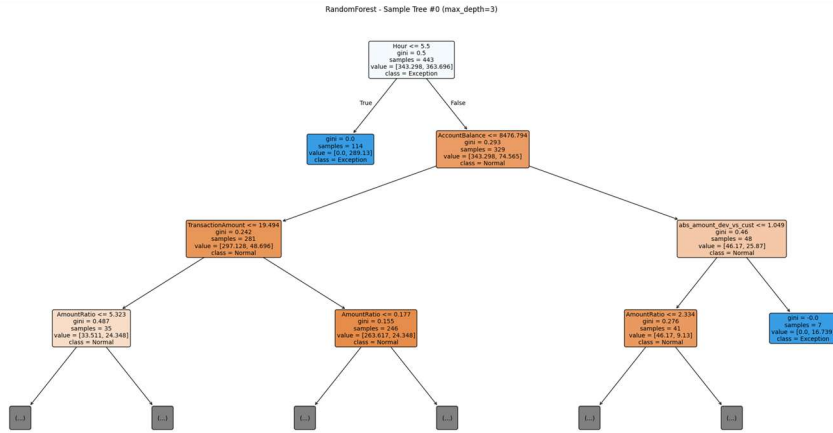 RandomForest - Sample Tree #0 (max_depth=3)
Hour <= 5.5
gini = 0.5
samples = 443
value = [343.298, 363.696]
class = Exception
True
False
gini = 0.0
samples = 114
value = [0.0, 289.13]
class = Exception
AccountBalance <= 8476.794
gini = 0.293
samples = 329
value = [343.298, 74.565]
class = Normal
TransactionAmount <= 19.494
gini = 0.242
samples = 281
value = [297.128, 48.696]
class = Normal
abs_amount_dev_vs_cust <= 1.049
gini = 0.46
samples = 48
value = [46.17, 25.87]
class = Normal
AmountRatio <= 5.323
gini = 0.487
samples = 35
value = [33.511, 24.348]
class = Normal
AmountRatio <= 0.177
gini = 0.155
samples = 246
value = [263.617, 24.348]
class = Normal
AmountRatio <= 2.334
gini = 0.276
samples = 41
value = [46.17, 9.13]
class = Normal
gini = -0.0
samples = 7
value = [0.0, 16.739]
class = Exception
(...)
(...)
(...)
(...)
(...)
(...)